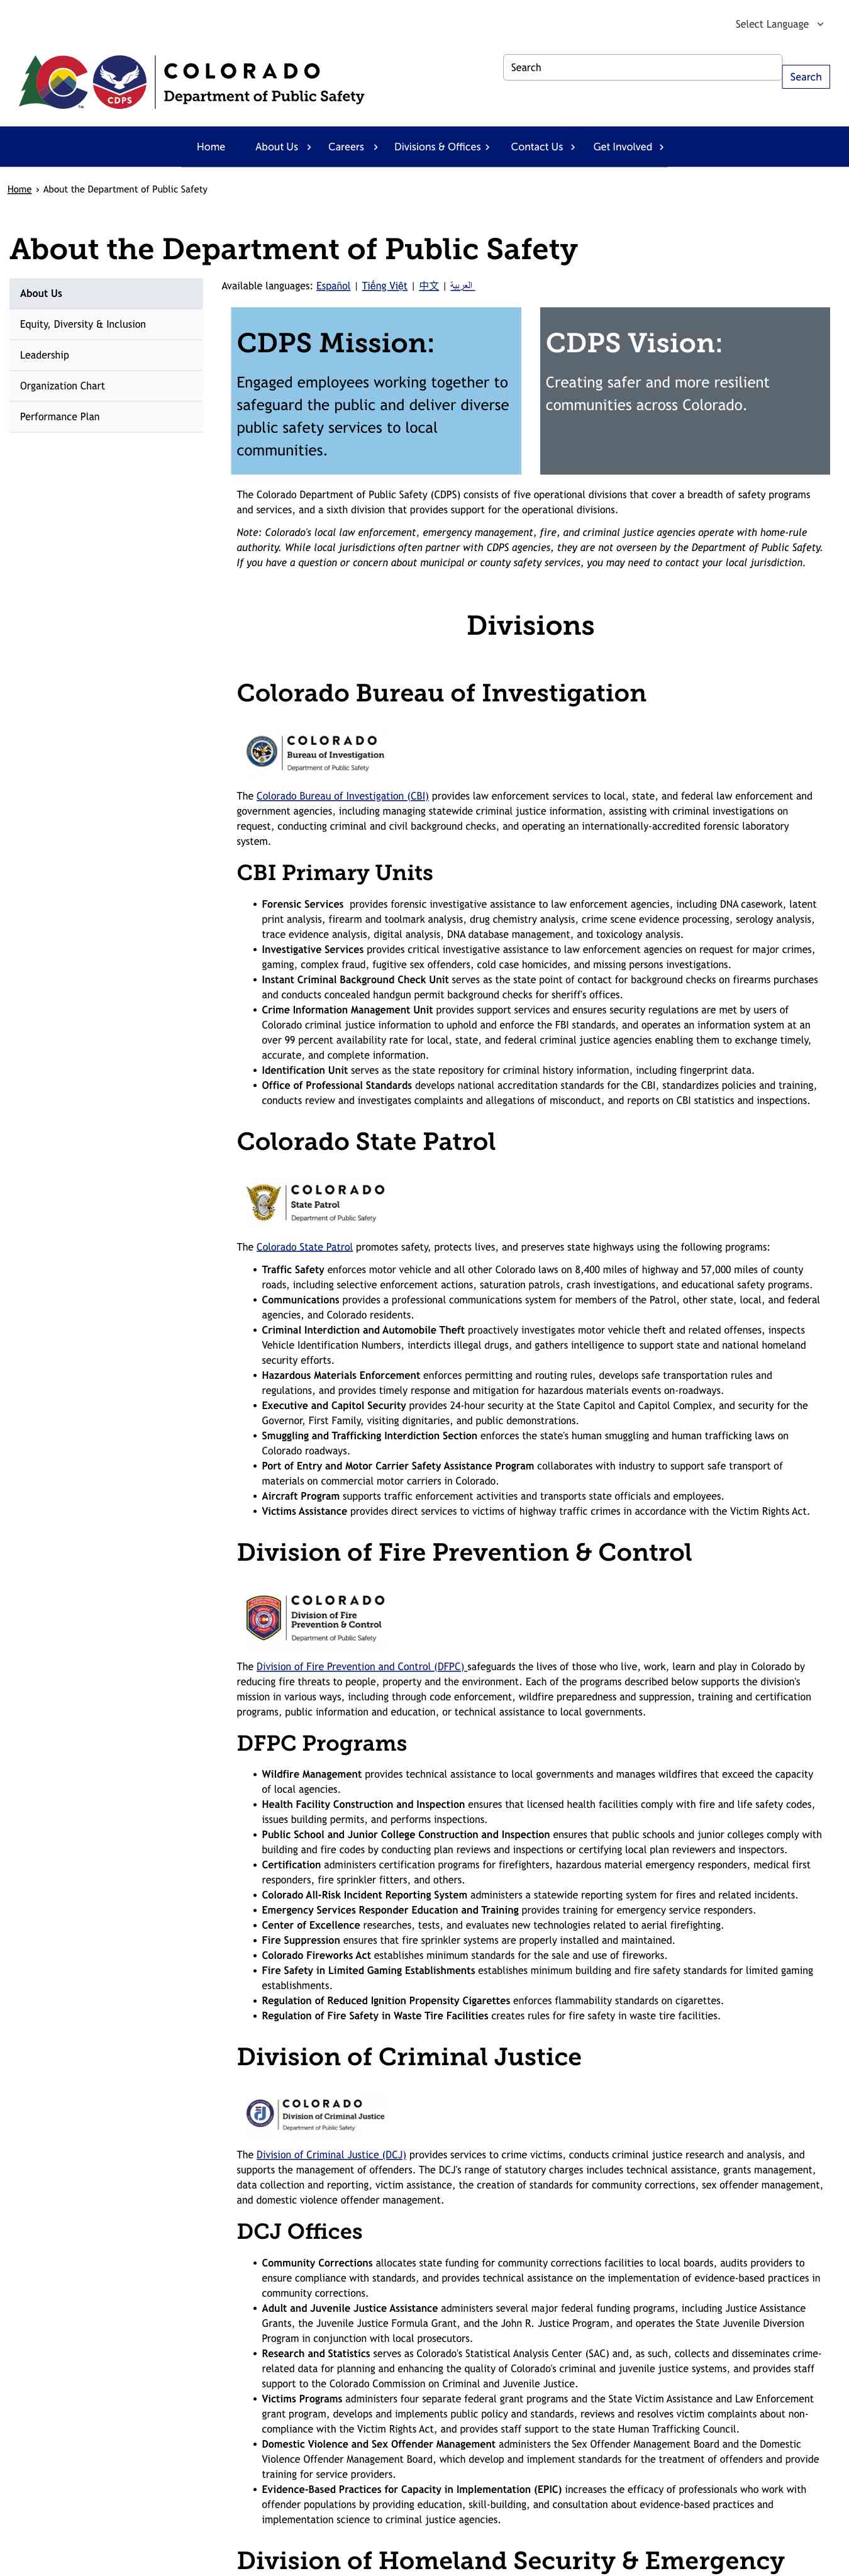 Select Language
COLORADO
Department of Public Safety
CDPS
Search
Search
Home About Us Careers Divisions & Offices Contact Us Get Involved
Home › About the Department of Public Safety
About the Department of Public Safety
About Us
Equity, Diversity & Inclusion
Leadership
Organization Chart
Performance Plan
Available languages: Español | Tiếng Việt | 中文 | العربية
CDPS Mission:
Engaged employees working together to
safeguard the public and deliver diverse
public safety services to local
communities.
CDPS Vision:
Creating safer and more resilient
communities across Colorado.
The Colorado Department of Public Safety (CDPS) consists of five operational divisions that cover a breadth of safety programs
and services, and a sixth division that provides support for the operational divisions.
Note: Colorado's local law enforcement, emergency management, fire, and criminal justice agencies operate with home-rule
authority. While local jurisdictions often partner with CDPS agencies, they are not overseen by the Department of Public Safety.
If you have a question or concern about municipal or county safety services, you may need to contact your local jurisdiction.
Divisions
Colorado Bureau of Investigation
COLORADO
Bureau of Investigation
Department of Public Safety
The Colorado Bureau of Investigation (CBI) provides law enforcement services to local, state, and federal law enforcement and
government agencies, including managing statewide criminal justice information, assisting with criminal investigations on
request, conducting criminal and civil background checks, and operating an internationally-accredited forensic laboratory
system.
CBI Primary Units
• Forensic Services provides forensic investigative assistance to law enforcement agencies, including DNA casework, latent
print analysis, firearm and toolmark analysis, drug chemistry analysis, crime scene evidence processing, serology analysis,
trace evidence analysis, digital analysis, DNA database management, and toxicology analysis.
• Investigative Services provides critical investigative assistance to law enforcement agencies on request for major crimes,
gaming, complex fraud, fugitive sex offenders, cold case homicides, and missing persons investigations.
• Instant Criminal Background Check Unit serves as the state point of contact for background checks on firearms purchases
and conducts concealed handgun permit background checks for sheriff's offices.
• Crime Information Management Unit provides support services and ensures security regulations are met by users of
Colorado criminal justice information to uphold and enforce the FBI standards, and operates an information system at an
over 99 percent availability rate for local, state, and federal criminal justice agencies enabling them to exchange timely,
accurate, and complete information.
• Identification Unit serves as the state repository for criminal history information, including fingerprint data.
• Office of Professional Standards develops national accreditation standards for the CBI, standardizes policies and training,
conducts review and investigates complaints and allegations of misconduct, and reports on CBI statistics and inspections.
Colorado State Patrol
COLORADO
State Patrol
Department of Public Safety
The Colorado State Patrol promotes safety, protects lives, and preserves state highways using the following programs:
• Traffic Safety enforces motor vehicle and all other Colorado laws on 8,400 miles of highway and 57,000 miles of county
roads, including selective enforcement actions, saturation patrols, crash investigations, and educational safety programs.
• Communications provides a professional communications system for members of the Patrol, other state, local, and federal
agencies, and Colorado residents.
• Criminal Interdiction and Automobile Theft proactively investigates motor vehicle theft and related offenses, inspects
Vehicle Identification Numbers, interdicts illegal drugs, and gathers intelligence to support state and national homeland
security efforts.
• Hazardous Materials Enforcement enforces permitting and routing rules, develops safe transportation rules and
regulations, and provides timely response and mitigation for hazardous materials events on-roadways.
• Executive and Capitol Security provides 24-hour security at the State Capitol and Capitol Complex, and security for the
Governor, First Family, visiting dignitaries, and public demonstrations.
• Smuggling and Trafficking Interdiction Section enforces the state's human smuggling and human trafficking laws on
Colorado roadways.
• Port of Entry and Motor Carrier Safety Assistance Program collaborates with industry to support safe transport of
materials on commercial motor carriers in Colorado.
• Aircraft Program supports traffic enforcement activities and transports state officials and employees.
• Victims Assistance provides direct services to victims of highway traffic crimes in accordance with the Victim Rights Act.
Division of Fire Prevention & Control
COLORADO
Division of Fire
Prevention & Control
Department of Public Safety
The Division of Fire Prevention and Control (DFPC) safeguards the lives of those who live, work, learn and play in Colorado by
reducing fire threats to people, property and the environment. Each of the programs described below supports the division's
mission in various ways, including through code enforcement, wildfire preparedness and suppression, training and certification
programs, public information and education, or technical assistance to local governments.
DFPC Programs
• Wildfire Management provides technical assistance to local governments and manages wildfires that exceed the capacity
of local agencies.
• Health Facility Construction and Inspection ensures that licensed health facilities comply with fire and life safety codes,
issues building permits, and performs inspections.
• Public School and Junior College Construction and Inspection ensures that public schools and junior colleges comply with
building and fire codes by conducting plan reviews and inspections or certifying local plan reviewers and inspectors.
• Certification administers certification programs for firefighters, hazardous material emergency responders, medical first
responders, fire sprinkler fitters, and others.
• Colorado All-Risk Incident Reporting System administers a statewide reporting system for fires and related incidents.
• Emergency Services Responder Education and Training provides training for emergency service responders.
• Center of Excellence researches, tests, and evaluates new technologies related to aerial firefighting.
• Fire Suppression ensures that fire sprinkler systems are properly installed and maintained.
• Colorado Fireworks Act establishes minimum standards for the sale and use of fireworks.
• Fire Safety in Limited Gaming Establishments establishes minimum building and fire safety standards for limited gaming
establishments.
• Regulation of Reduced Ignition Propensity Cigarettes enforces flammability standards on cigarettes.
• Regulation of Fire Safety in Waste Tire Facilities creates rules for fire safety in waste tire facilities.
Division of Criminal Justice
COLORADO
Division of Criminal Justice
Department of Public Safety
The Division of Criminal Justice (DCJ) provides services to crime victims, conducts criminal justice research and analysis, and
supports the management of offenders. The DCJ's range of statutory charges includes technical assistance, grants management,
data collection and reporting, victim assistance, the creation of standards for community corrections, sex offender management,
and domestic violence offender management.
DCJ Offices
• Community Corrections allocates state funding for community corrections facilities to local boards, audits providers to
ensure compliance with standards, and provides technical assistance on the implementation of evidence-based practices in
community corrections.
• Adult and Juvenile Justice Assistance administers several major federal funding programs, including Justice Assistance
Grants, the Juvenile Justice Formula Grant, and the John R. Justice Program, and operates the State Juvenile Diversion
Program in conjunction with local prosecutors.
• Research and Statistics serves as Colorado's Statistical Analysis Center (SAC) and, as such, collects and disseminates crime-
related data for planning and enhancing the quality of Colorado's criminal and juvenile justice systems, and provides staff
support to the Colorado Commission on Criminal and Juvenile Justice.
• Victims Programs administers four separate federal grant programs and the State Victim Assistance and Law Enforcement
grant program, develops and implements public policy and standards, reviews and resolves victim complaints about non-
compliance with the Victim Rights Act, and provides staff support to the state Human Trafficking Council.
• Domestic Violence and Sex Offender Management administers the Sex Offender Management Board and the Domestic
Violence Offender Management Board, which develop and implement standards for the treatment of offenders and provide
training for service providers.
• Evidence-Based Practices for Capacity in Implementation (EPIC) increases the efficacy of professionals who work with
offender populations by providing education, skill-building, and consultation about evidence-based practices and
implementation science to criminal justice agencies.
Division of Homeland Security & Emergency